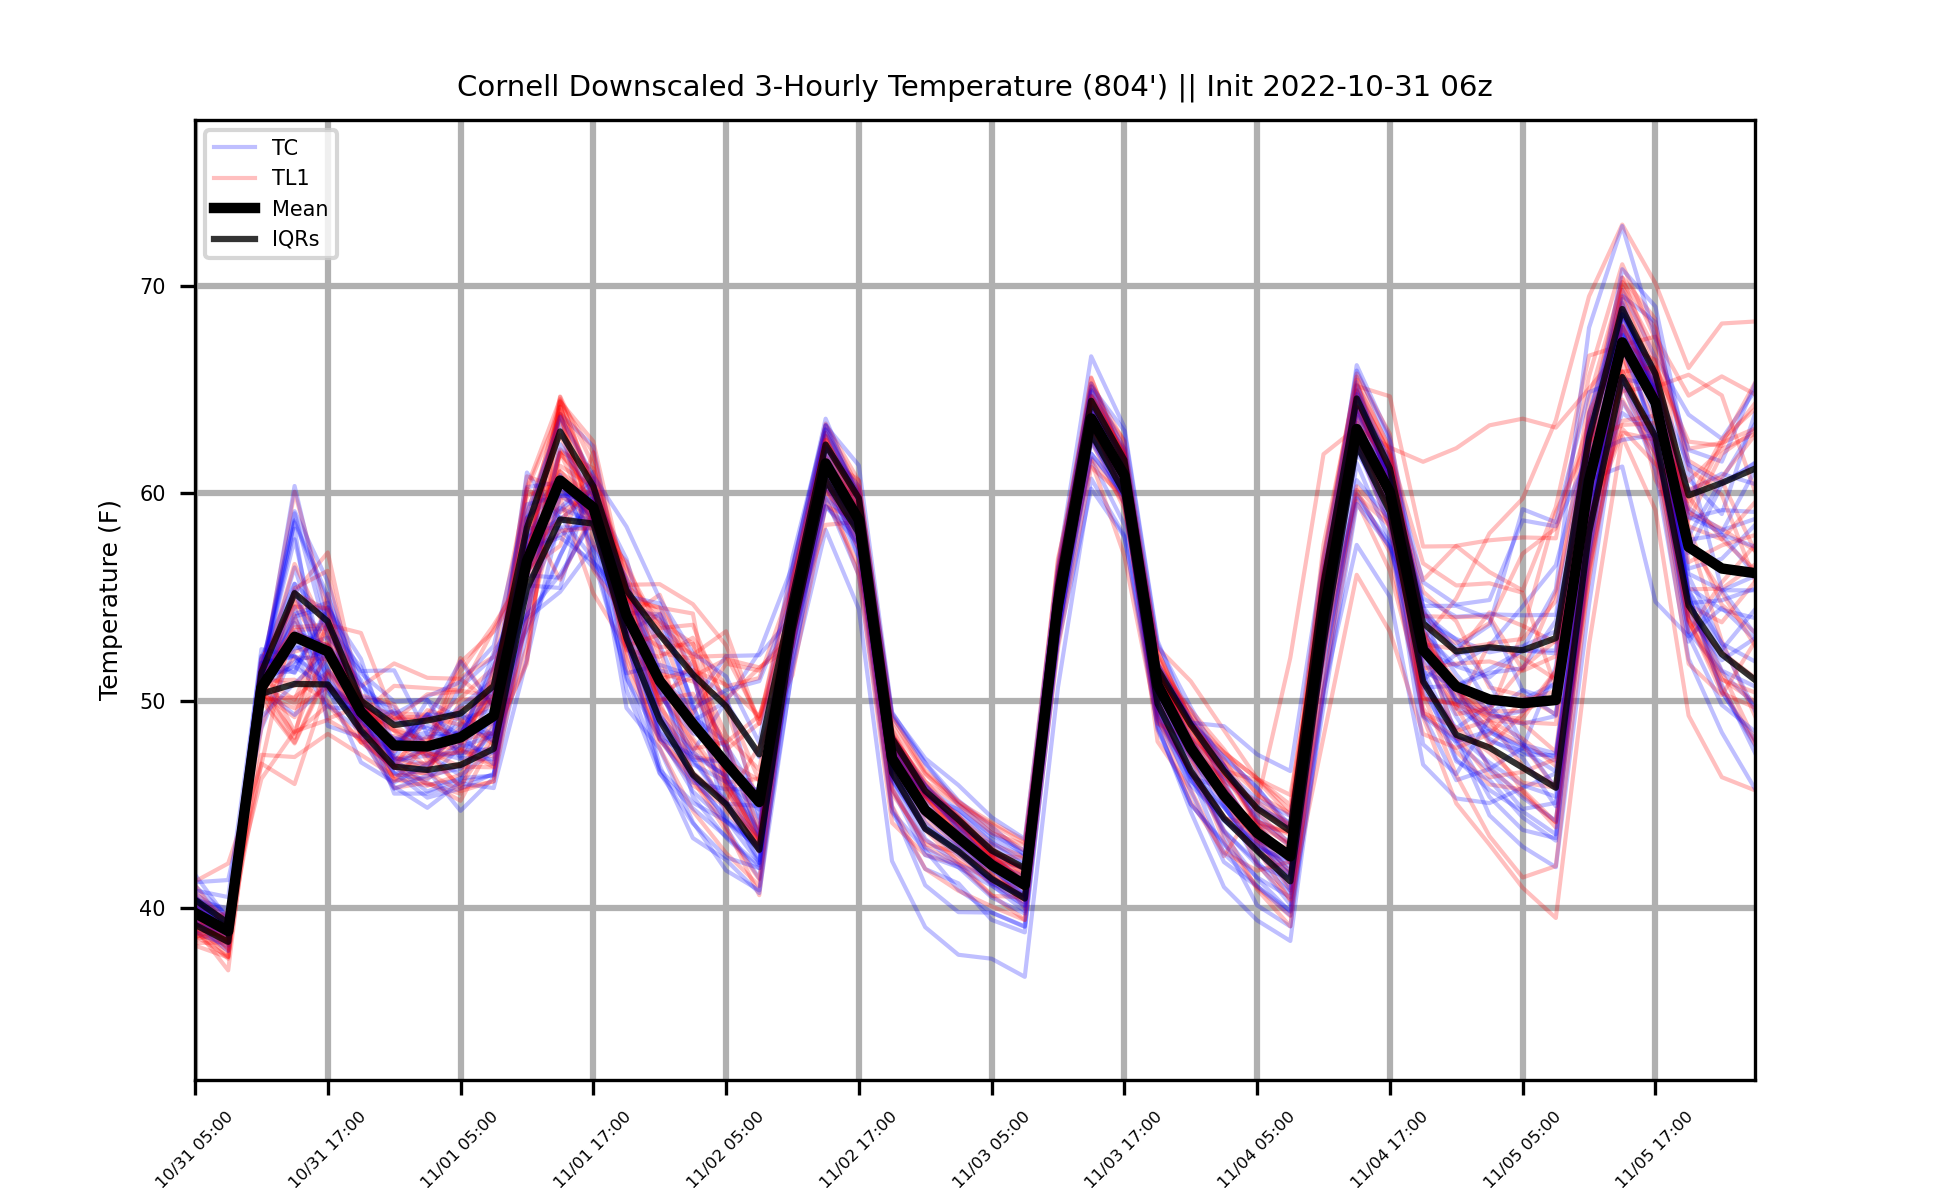 Cornell Downscaled 3-Hourly Temperature (804') || Init 2022-10-31 06z
TC
TL1
Mean
IQRs
Temperature (F)
70
60
50
40
10/31 05:00
10/31 17:00
11/01 05:00
11/01 17:00
11/02 05:00
11/02 17:00
11/03 05:00
11/03 17:00
11/04 05:00
11/04 17:00
11/05 05:00
11/05 17:00